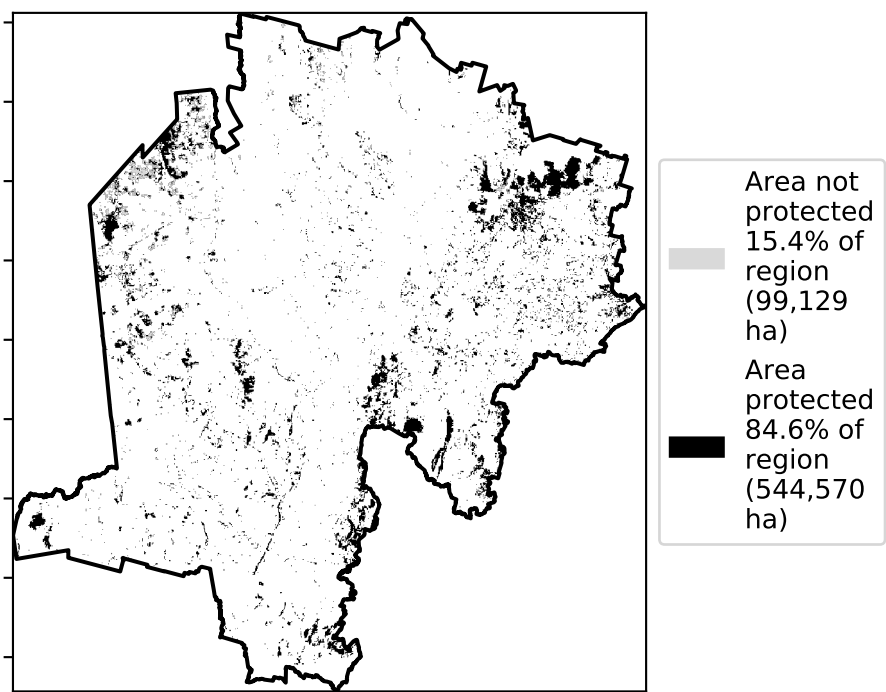 Area not
protected
15.4% of
region
(99,129
ha)
Area
protected
84.6% of
region
(544,570
ha)